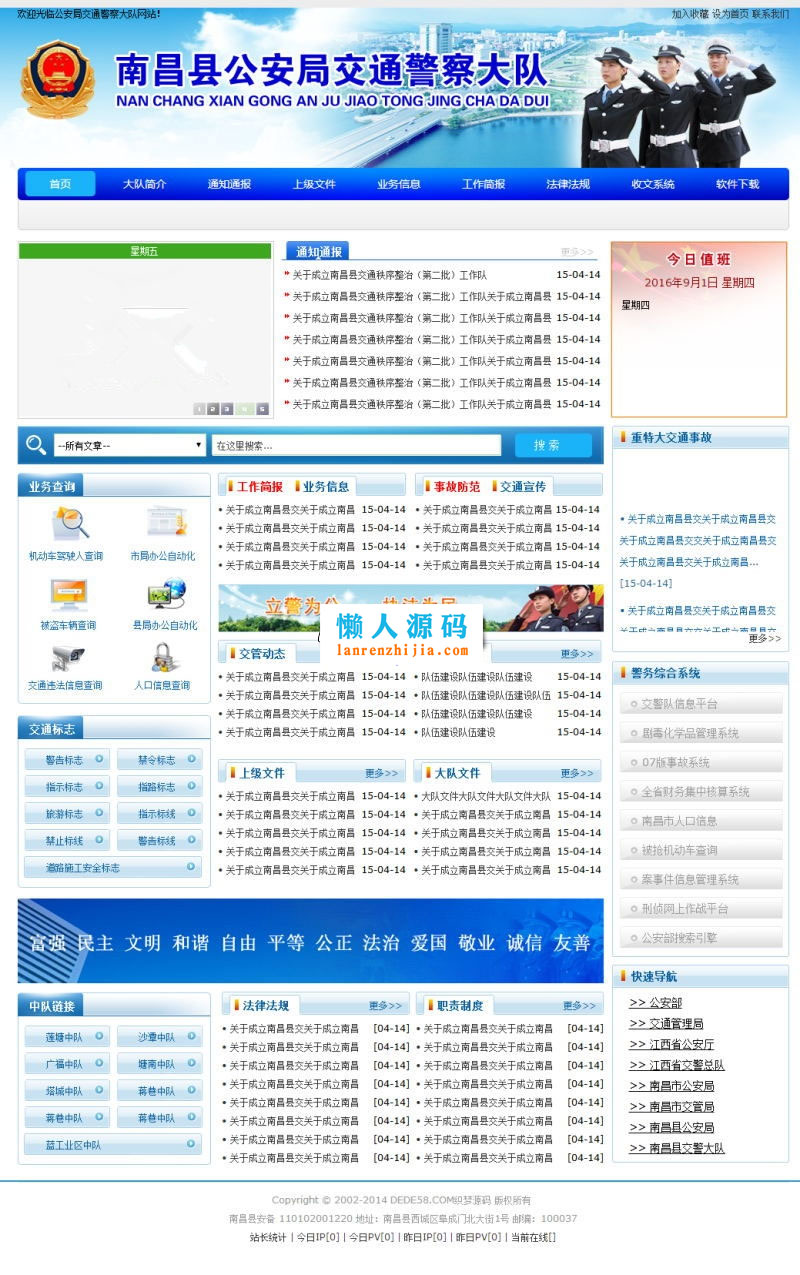 欢迎光临公安局交通警察大队网站! 加入收藏 设为首页 联系我们
南昌县公安局交通警察大队
NAN CHANG XIAN GONG AN JU JIAO TONG JING CHA DA DUI
首页 大队简介 通知通报 上级文件 业务信息 工作简报 法律法规 收文系统 软件下载
星期五
1 2 3 4 5
通知通报 更多>>
关于成立南昌县交通秩序整治（第二批）工作队 15-04-14
关于成立南昌县交通秩序整治（第二批）工作队关于成立南昌县 15-04-14
关于成立南昌县交通秩序整治（第二批）工作队关于成立南昌县 15-04-14
关于成立南昌县交通秩序整治（第二批）工作队关于成立南昌县 15-04-14
关于成立南昌县交通秩序整治（第二批）工作队关于成立南昌县 15-04-14
关于成立南昌县交通秩序整治（第二批）工作队关于成立南昌县 15-04-14
关于成立南昌县交通秩序整治（第二批）工作队关于成立南昌县 15-04-14
今日值班
2016年9月1日 星期四
星期四
--所有文章-- 在这里搜索... 搜索
业务查询
机动车驾驶人查询 市局办公自动化
被盗车辆查询 县局办公自动化
交通违法信息查询 人口信息查询
交通标志
警告标志 禁令标志
指示标志 指路标志
旅游标志 指示标线
禁止标线 警告标线
道路施工安全标志
工作简报 业务信息
• 关于成立南昌县交关于成立南昌 15-04-14
• 关于成立南昌县交关于成立南昌 15-04-14
• 关于成立南昌县交关于成立南昌 15-04-14
• 关于成立南昌县交关于成立南昌 15-04-14
事故防范 交通宣传
• 关于成立南昌县交关于成立南昌 15-04-14
• 关于成立南昌县交关于成立南昌 15-04-14
• 关于成立南昌县交关于成立南昌 15-04-14
• 关于成立南昌县交关于成立南昌 15-04-14
立警为公
懒人源码
lanrenzhijia.com
交管动态
• 关于成立南昌县交关于成立南昌 15-04-14
• 关于成立南昌县交关于成立南昌 15-04-14
• 关于成立南昌县交关于成立南昌 15-04-14
• 关于成立南昌县交关于成立南昌 15-04-14
更多>>
• 队伍建设队伍建设队伍建设 15-04-14
• 队伍建设队伍建设队伍建设队伍 15-04-14
• 队伍建设队伍建设队伍建设 15-04-14
• 队伍建设队伍建设 15-04-14
上级文件 更多>>
• 关于成立南昌县交关于成立南昌 15-04-14
• 关于成立南昌县交关于成立南昌 15-04-14
• 关于成立南昌县交关于成立南昌 15-04-14
• 关于成立南昌县交关于成立南昌 15-04-14
• 关于成立南昌县交关于成立南昌 15-04-14
大队文件 更多>>
• 大队文件大队文件大队文件大队 15-04-14
• 关于成立南昌县交关于成立南昌 15-04-14
• 关于成立南昌县交关于成立南昌 15-04-14
• 关于成立南昌县交关于成立南昌 15-04-14
• 关于成立南昌县交关于成立南昌 15-04-14
重特大交通事故
• 关于成立南昌县交关于成立南昌县交
关于成立南昌县交交关于成立南昌县交
关于成立南昌县交关于成立南昌...
[15-04-14]
• 关于成立南昌县交关于成立南昌县交
更多>>
警务综合系统
交警队信息平台
剧毒化学品管理系统
07版事故系统
全省财务集中核算系统
南昌市人口信息
被抢机动车查询
案事件信息管理系统
刑侦网上作战平台
公安部搜索引擎
富强 民主 文明 和谐 自由 平等 公正 法治 爱国 敬业 诚信 友善
中队链接
莲塘中队 沙潭中队
广福中队 塘南中队
塔城中队 蒋巷中队
蒋巷中队 蒋巷中队
蓝工业区中队
法律法规 更多>>
• 关于成立南昌县交关于成立南昌 [04-14]
• 关于成立南昌县交关于成立南昌 [04-14]
• 关于成立南昌县交关于成立南昌 [04-14]
• 关于成立南昌县交关于成立南昌 [04-14]
• 关于成立南昌县交关于成立南昌 [04-14]
• 关于成立南昌县交关于成立南昌 [04-14]
• 关于成立南昌县交关于成立南昌 [04-14]
• 关于成立南昌县交关于成立南昌 [04-14]
职责制度 更多>>
• 关于成立南昌县交关于成立南昌 [04-14]
• 关于成立南昌县交关于成立南昌 [04-14]
• 关于成立南昌县交关于成立南昌 [04-14]
• 关于成立南昌县交关于成立南昌 [04-14]
• 关于成立南昌县交关于成立南昌 [04-14]
• 关于成立南昌县交关于成立南昌 [04-14]
• 关于成立南昌县交关于成立南昌 [04-14]
• 关于成立南昌县交关于成立南昌 [04-14]
快速导航
>> 公安部
>> 交通管理局
>> 江西省公安厅
>> 江西省交警总队
>> 南昌市公安局
>> 南昌市交管局
>> 南昌县公安局
>> 南昌县交警大队
Copyright © 2002-2014 DEDE58.COM织梦源码 版权所有
南昌县安备 110102001220 地址：南昌县西城区阜成门北大街1号 邮编：100037
站长统计 | 今日IP[0] | 今日PV[0] | 昨日IP[0] | 昨日PV[0] | 当前在线[]